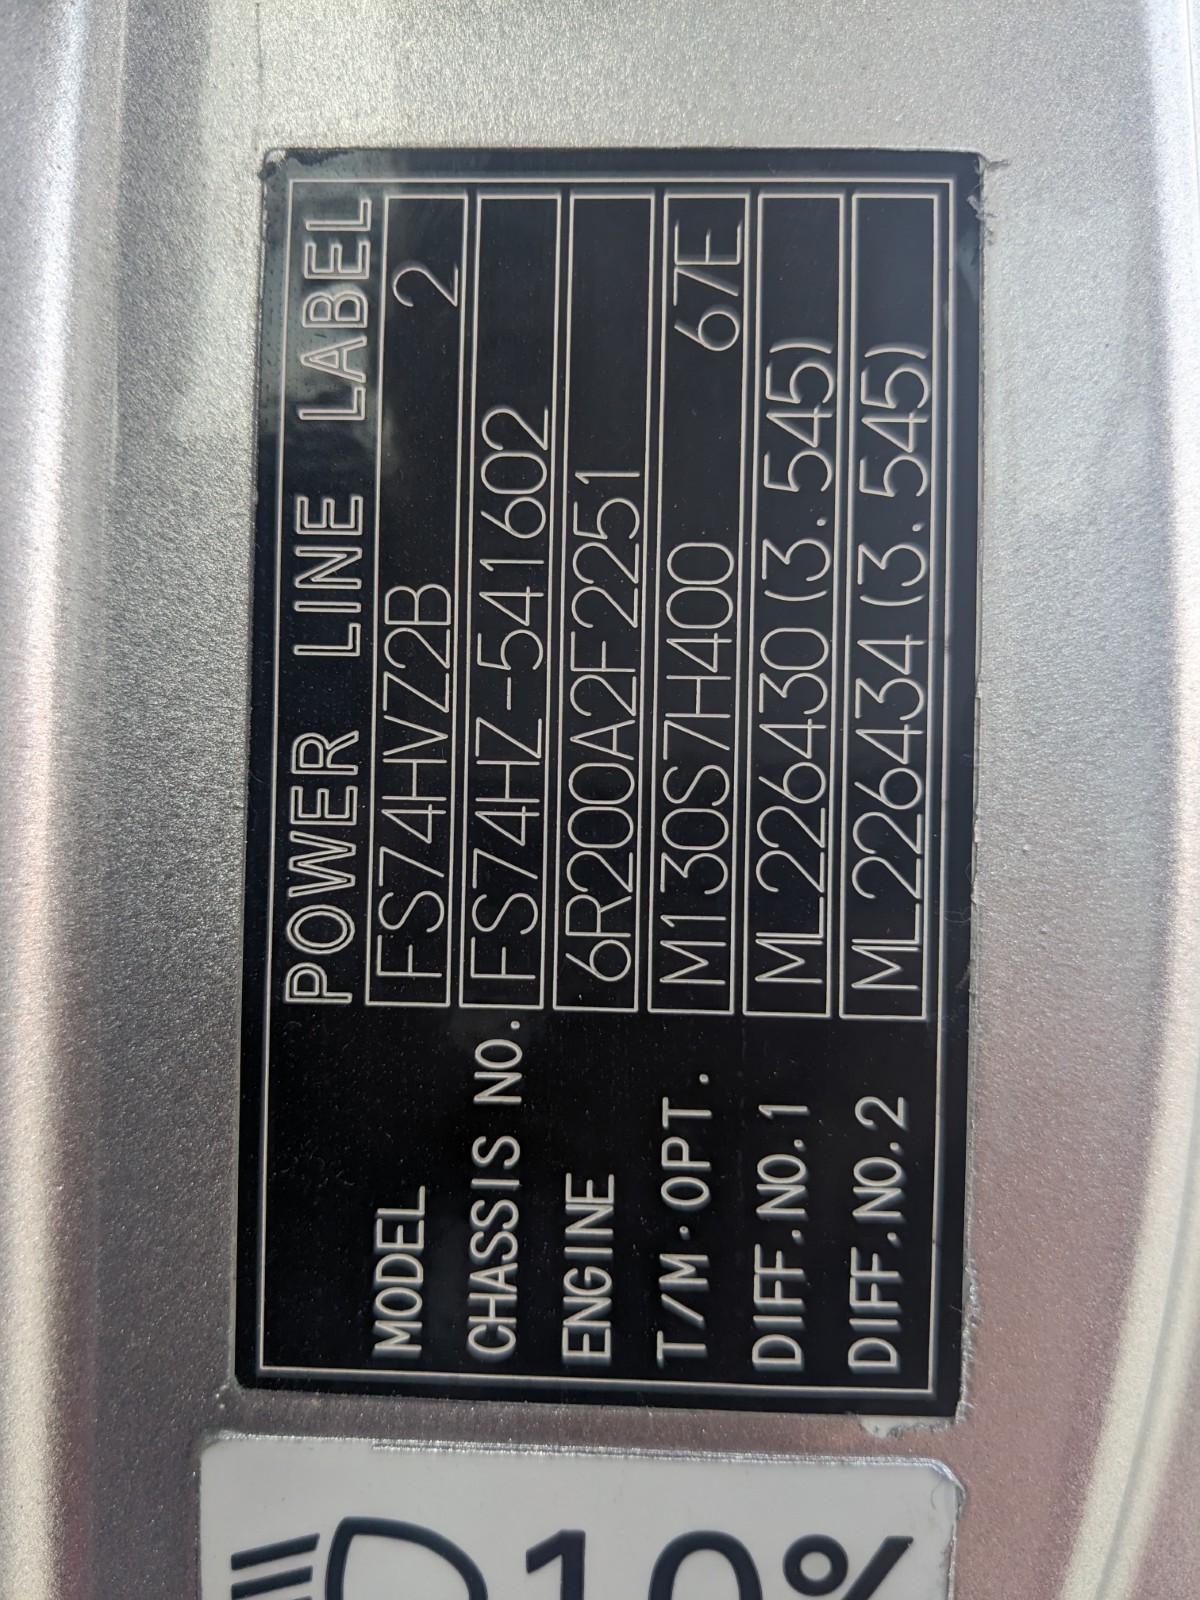 POWER LINE LABEL
MODEL FS74HVZ2B 2
CHASSIS NO. FS74HZ-541602
ENGINE 6R200A2F2251
T/M·OPT. M130S7H400 67E
DIFF.NO.1 ML226430(3.545)
DIFF.NO.2 ML226434(3.545)
10%